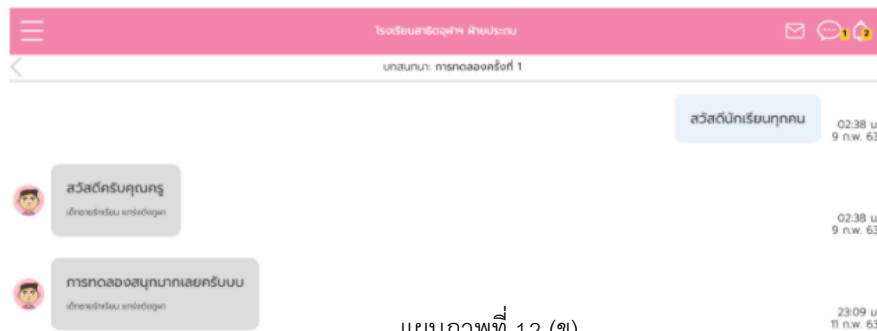 โรงเรียนสาธิตจุฬาฯ ฝ่ายประถม
1
2
บทสนทนา: การทดลองครั้งที่ 1
สวัสดีนักเรียนทุกคน
02:38 น
9 ก.พ. 63
สวัสดีครับคุณครู
02:38 น
9 ก.พ. 63
การทดลองสนุกมากเลยครับบบ
23:09 น
11 ก.พ. 63
แผนภาพที่ 12 (ข)